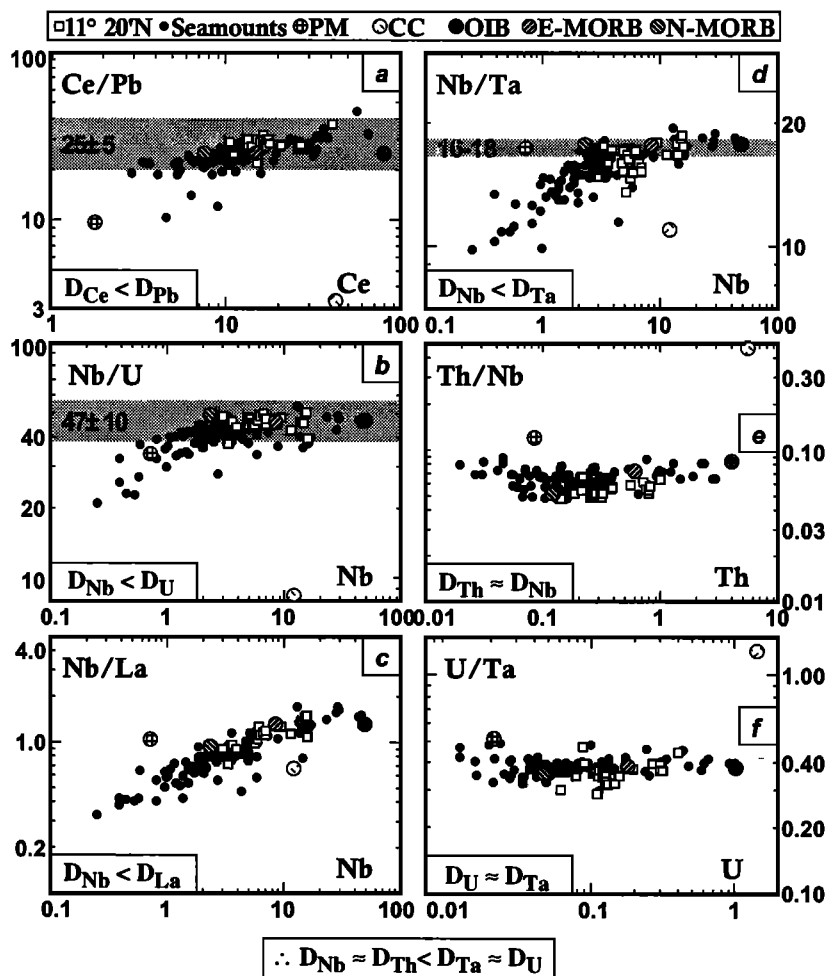 11° 20'N Seamounts PM CC OIB E-MORB N-MORB
100
Ce/Pb
a
25±5
10
D_Ce < D_Pb
Ce
3
1 10 100
Nb/Ta
d
20
16-18
10
D_Nb < D_Ta
Nb
0.1 1 10 100
100
Nb/U
b
47±10
40
20
D_Nb < D_U
Nb
8
0.1 1 10 100
Th/Nb
0.30
e
0.10
0.03
D_Th ≈ D_Nb
Th
0.01
0.01 0.1 1 10
4.0
Nb/La
c
1.0
0.2
D_Nb < D_La
Nb
0.1 1 10 100
U/Ta
1.00
f
0.40
0.20
D_U ≈ D_Ta
U
0.10
0.01 0.1 1
∴ D_Nb ≈ D_Th < D_Ta ≈ D_U